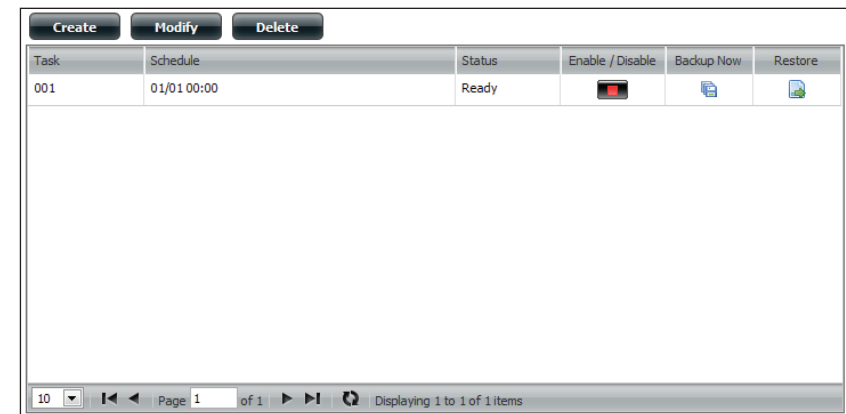 Create Modify Delete
Task Schedule Status Enable / Disable Backup Now Restore
001 01/01 00:00 Ready
10 Page 1 of 1 Displaying 1 to 1 of 1 items